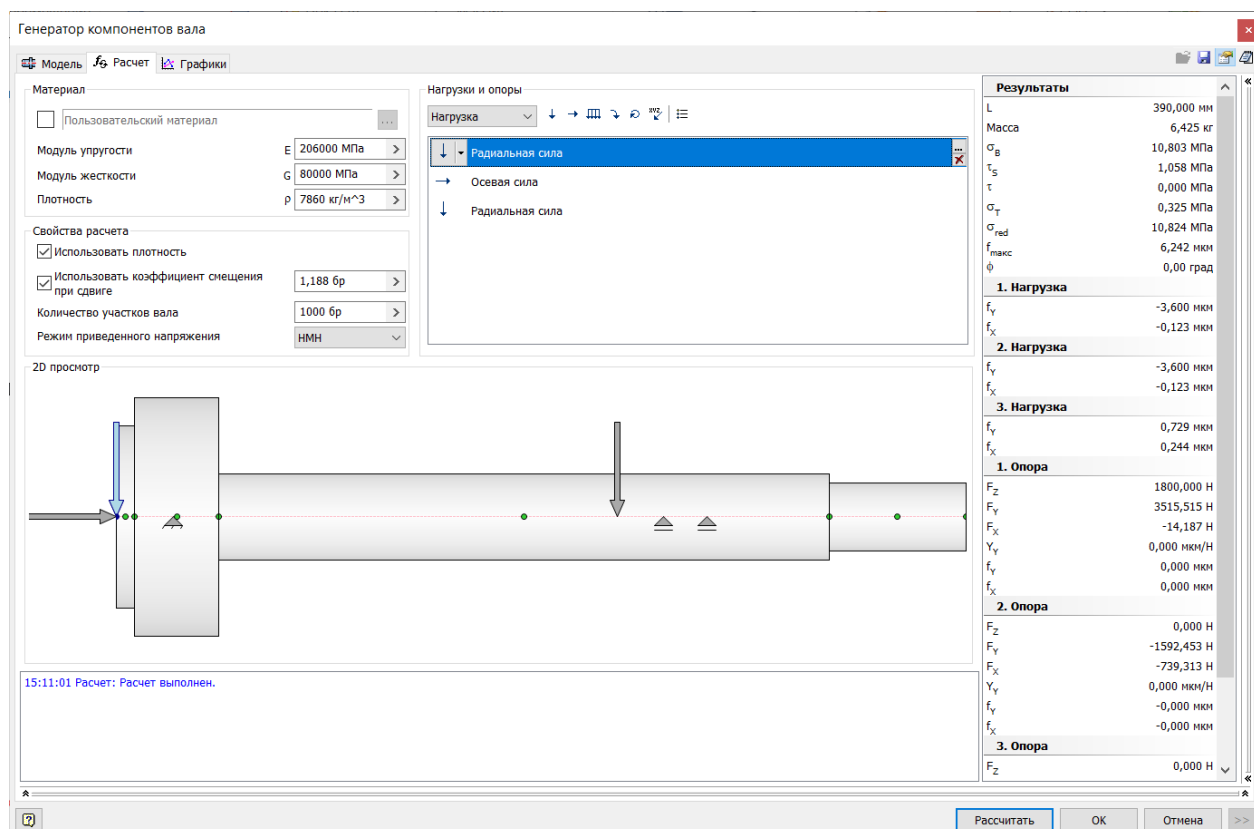 Генератор компонентов вала
Модель
Расчет
Графики
Материал
Пользовательский материал
...
Модуль упругости E 206000 МПа
Модуль жесткости G 80000 МПа
Плотность ρ 7860 кг/м^3
Свойства расчета
Использовать плотность
Использовать коэффициент смещения
при сдвиге
1,188 бр
Количество участков вала 1000 бр
Режим приведенного напряжения HMH
Нагрузки и опоры
Нагрузка
Радиальная сила
Осевая сила
Радиальная сила
2D просмотр
15:11:01 Расчет: Расчет выполнен.
Результаты
L 390,000 мм
Масса 6,425 кг
σB 10,803 МПа
τS 1,058 МПа
τ 0,000 МПа
σT 0,325 МПа
σred 10,824 МПа
fмакс 6,242 мкм
ϕ 0,00 град
1. Нагрузка
fY -3,600 мкм
fX -0,123 мкм
2. Нагрузка
fY -3,600 мкм
fX -0,123 мкм
3. Нагрузка
fY 0,729 мкм
fX 0,244 мкм
1. Опора
FZ 1800,000 Н
FY 3515,515 Н
FX -14,187 Н
YY 0,000 мкм/Н
fY 0,000 мкм
fX 0,000 мкм
2. Опора
FZ 0,000 Н
FY -1592,453 Н
FX -739,313 Н
YY 0,000 мкм/Н
fY -0,000 мкм
fX -0,000 мкм
3. Опора
FZ 0,000 Н
Рассчитать
ОК
Отмена
>>